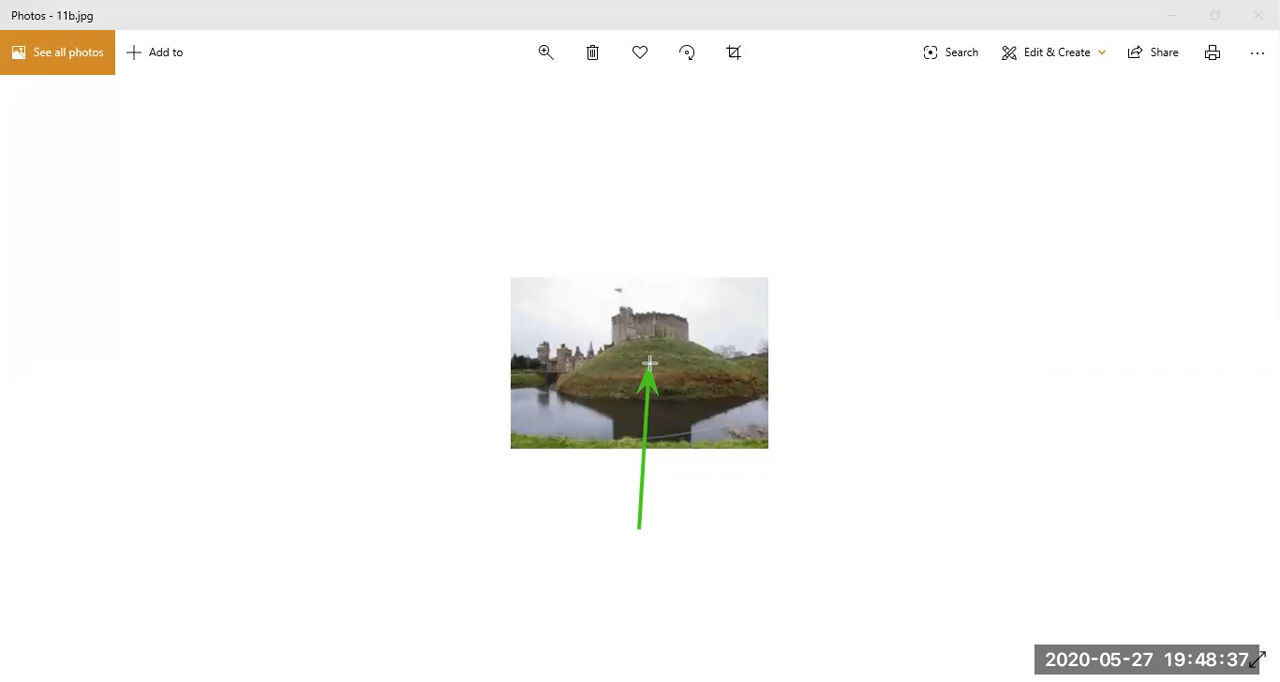 Photos - 11b.jpg
See all photos
Add to
Search
Edit & Create
Share
2020-05-27 19:48:37